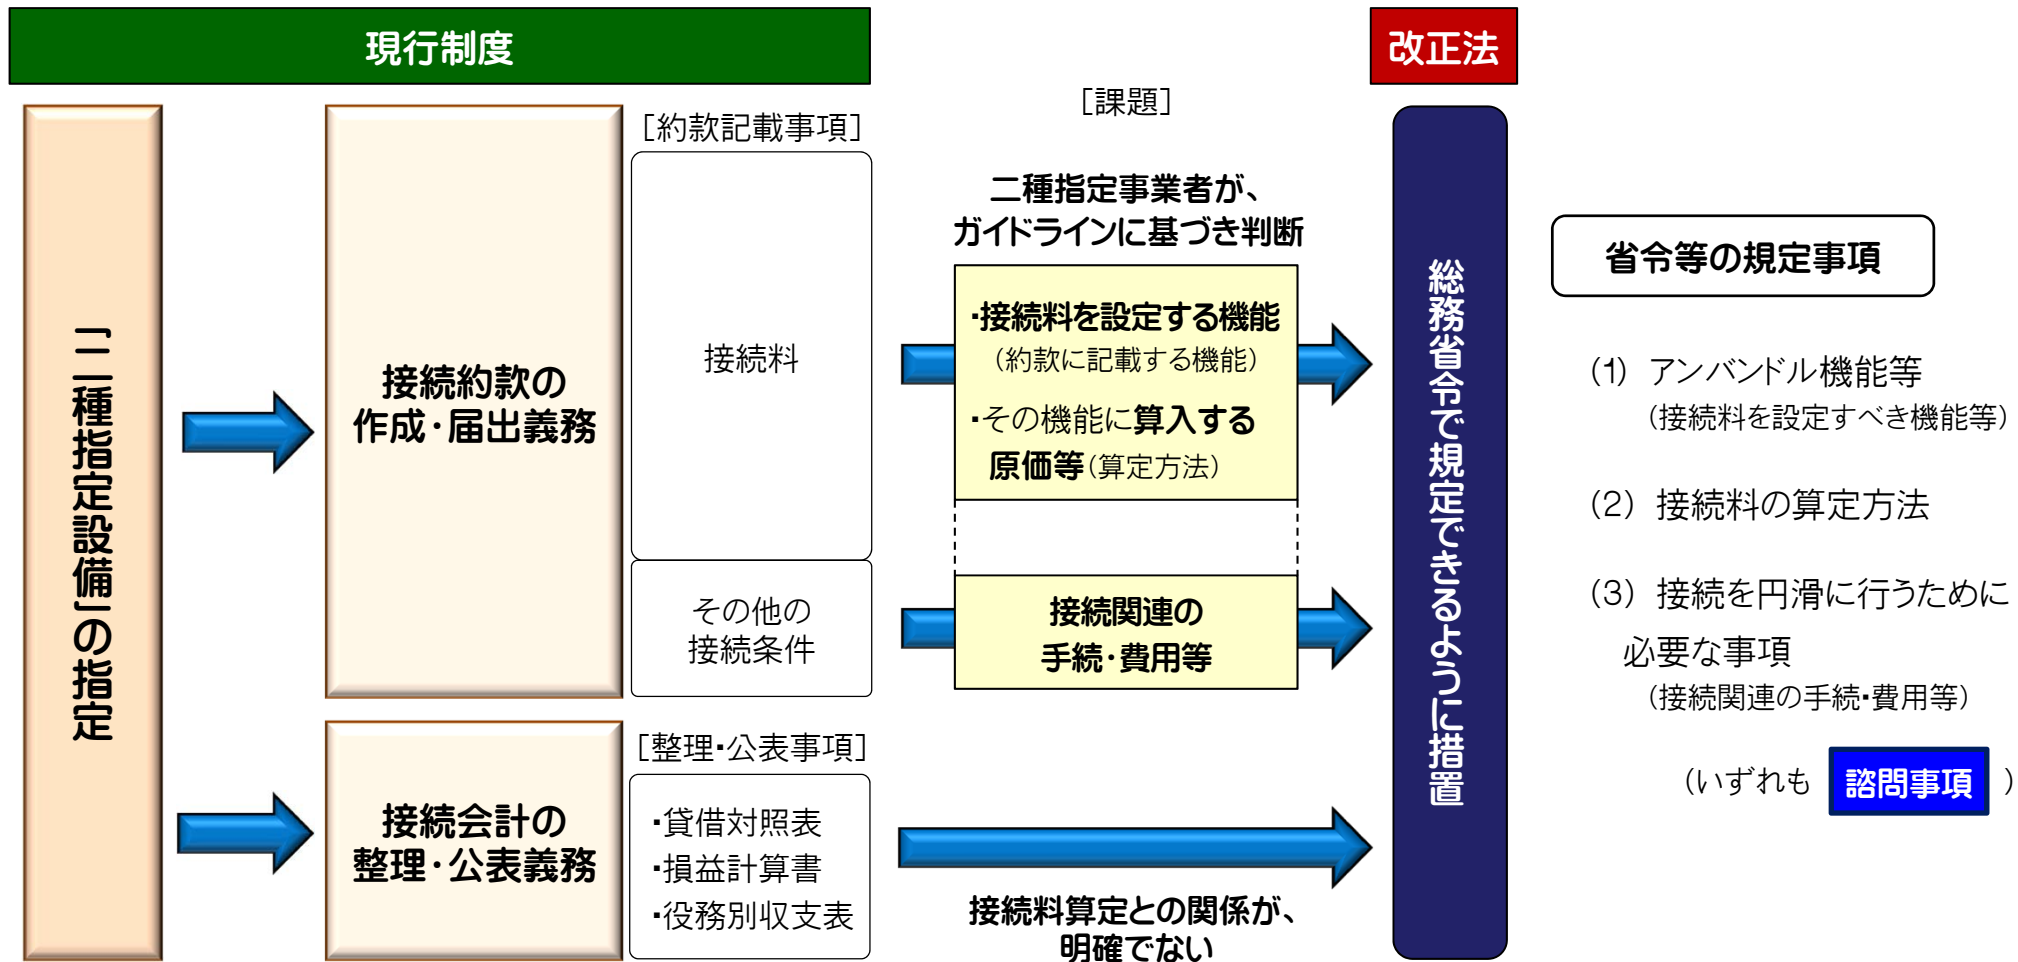 現行制度
改正法
「二種指定設備」の指定
接続約款の
作成・届出義務
［約款記載事項］
接続料
その他の
接続条件
［課題］
二種指定事業者が、
ガイドラインに基づき判断
・接続料を設定する機能
（約款に記載する機能）
・その機能に算入する
原価等（算定方法）
接続関連の
手続・費用等
接続会計の
整理・公表義務
［整理・公表事項］
・貸借対照表
・損益計算書
・役務別収支表
接続料算定との関係が、
明確でない
総務省令で規定できるように措置
省令等の規定事項
（1） アンバンドル機能等
（接続料を設定すべき機能等）
（2） 接続料の算定方法
（3） 接続を円滑に行うために
必要な事項
（接続関連の手続・費用等）
（いずれも 諮問事項 ）